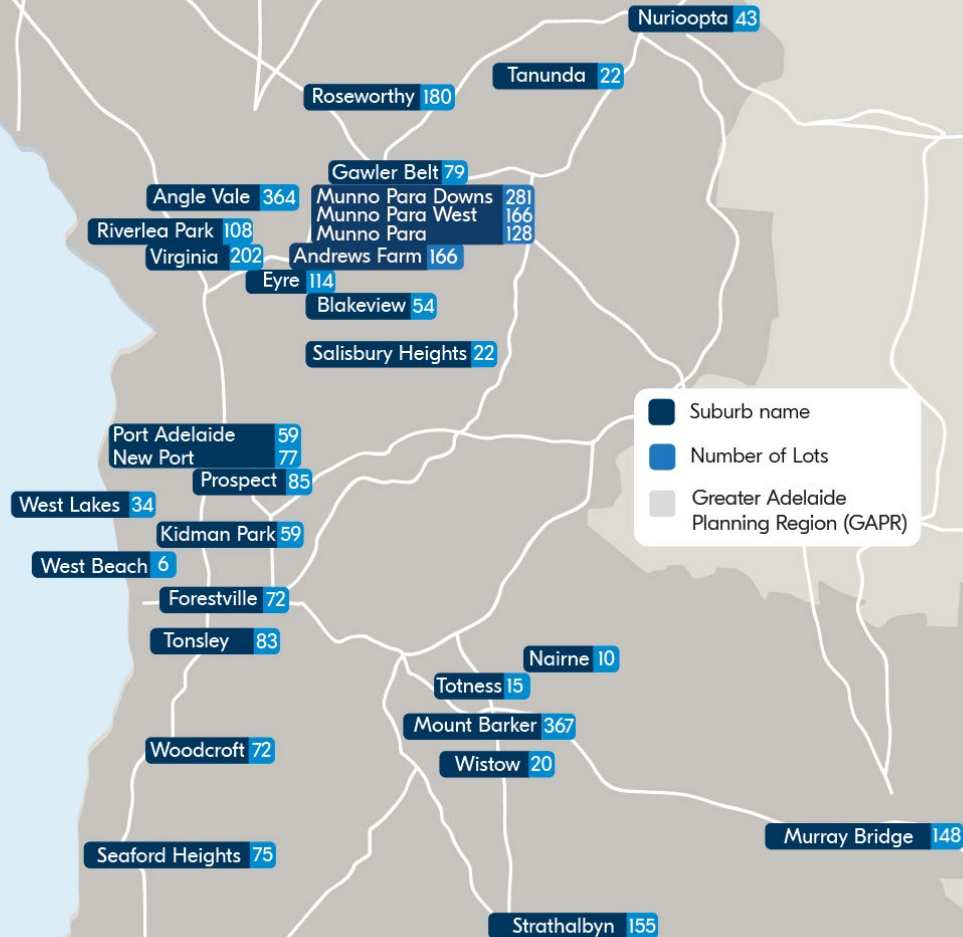 Nurioopta 43
Tanunda 22
Roseworthy 180
Gawler Belt 79
Angle Vale 364
Munno Para Downs 281
Munno Para West 166
Munno Para 128
Riverlea Park 108
Virginia 202
Andrews Farm 166
Eyre 114
Blakeview 54
Salisbury Heights 22
Suburb name
Number of Lots
Greater Adelaide
Planning Region (GAPR)
Port Adelaide 59
New Port 77
Prospect 85
West Lakes 34
Kidman Park 59
West Beach 6
Forestville 72
Tonsley 83
Nairne 10
Totness 15
Mount Barker 367
Woodcroft 72
Wistow 20
Murray Bridge 148
Seaford Heights 75
Strathalbyn 155